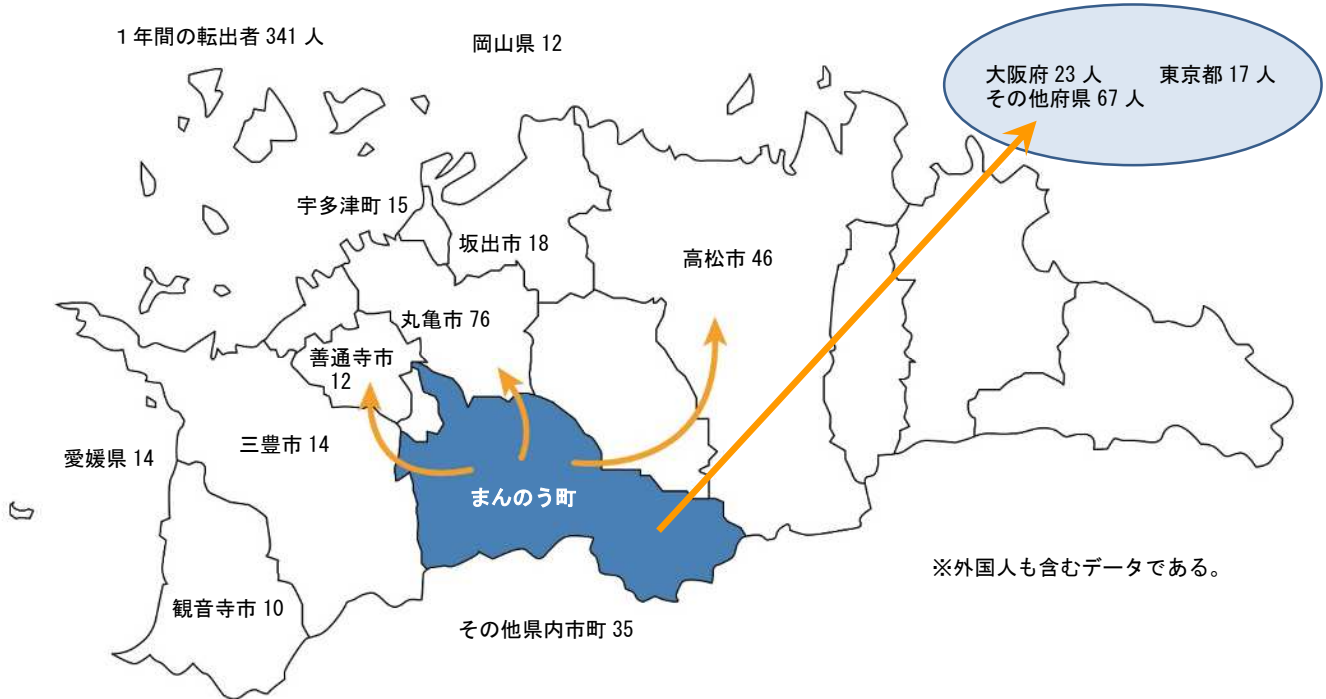 １年間の転出者 341 人
岡山県 12
大阪府 23 人 東京都 17 人
その他府県 67 人
宇多津町 15
坂出市 18
高松市 46
丸亀市 76
善通寺市
12
三豊市 14
愛媛県 14
まんのう町
※外国人も含むデータである。
観音寺市 10
その他県内市町 35